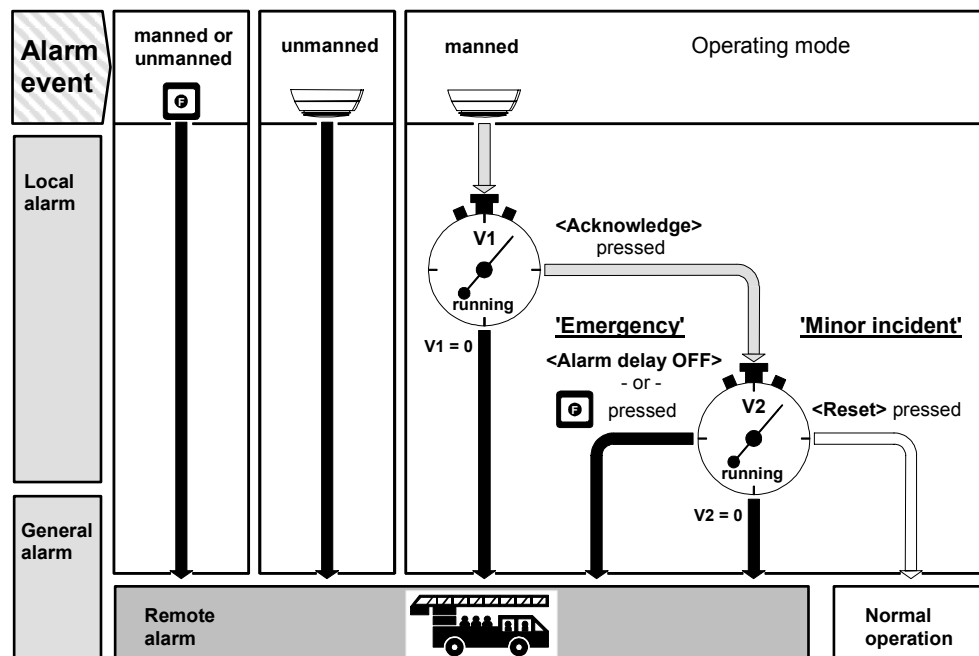 Alarm
event
manned or
unmanned
F
unmanned
manned
Operating mode
Local
alarm
V1
running
<Acknowledge>
pressed
V1 = 0
'Emergency'
'Minor incident'
<Alarm delay OFF>
- or -
F
pressed
V2
running
<Reset> pressed
V2 = 0
General
alarm
Remote
alarm
Normal
operation